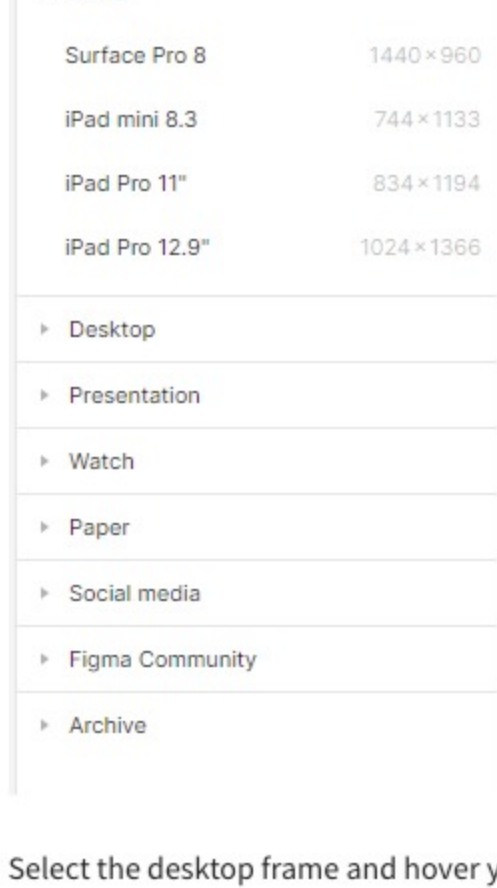 Surface Pro 8 1440×960
iPad mini 8.3 744×1133
iPad Pro 11" 834×1194
iPad Pro 12.9" 1024×1366
Desktop
Presentation
Watch
Paper
Social media
Figma Community
Archive
Select the desktop frame and hover